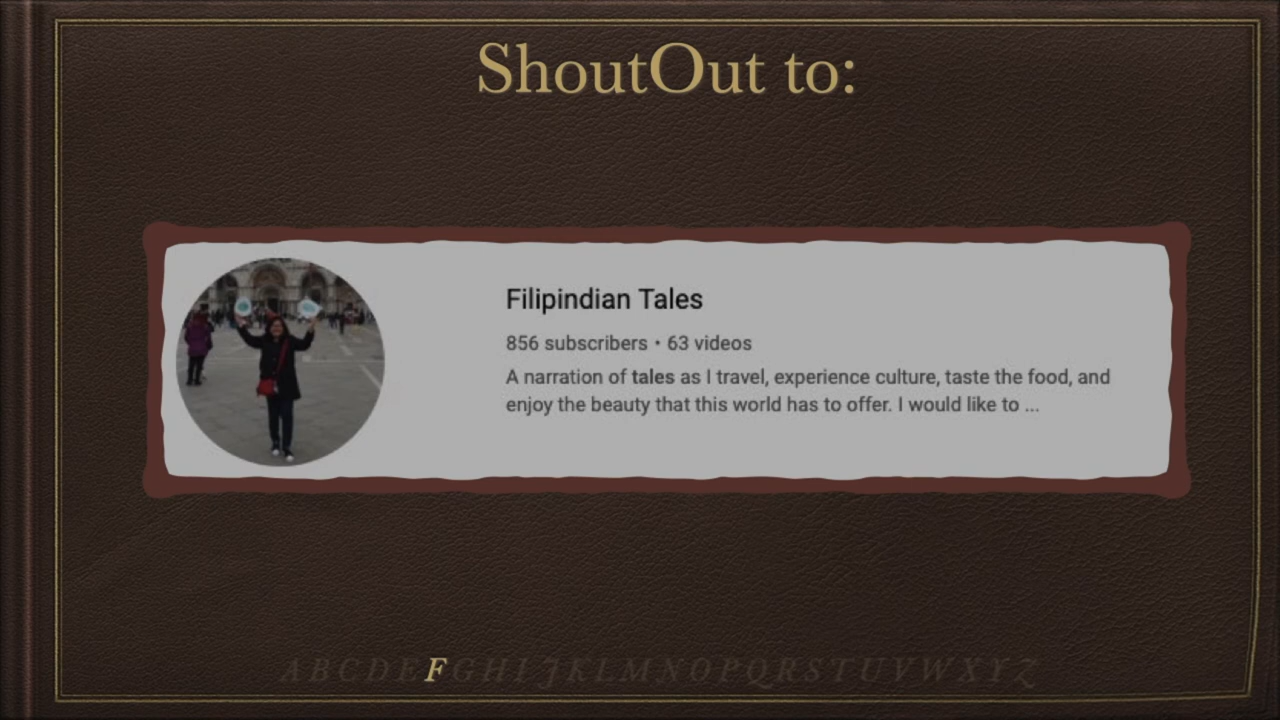 ShoutOut to:
Filipindian Tales
856 subscribers • 63 videos
A narration of tales as I travel, experience culture, taste the food, and
enjoy the beauty that this world has to offer. I would like to ...
A B C D E F G H I J K L M N O P Q R S T U V W X Y Z